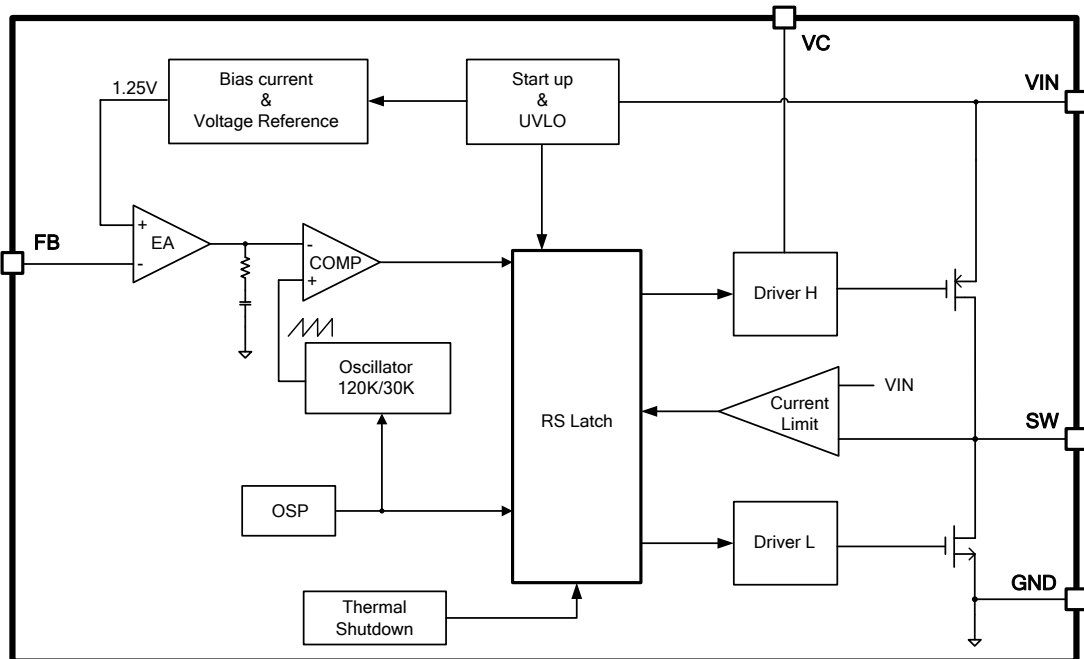 VC
1.25V
Bias current
&
Voltage Reference
Start up
&
UVLO
VIN
FB
+
EA
-
-
COMP
+
Driver H
Oscillator
120K/30K
RS Latch
Current
Limit
VIN
SW
OSP
Driver L
GND
Thermal
Shutdown